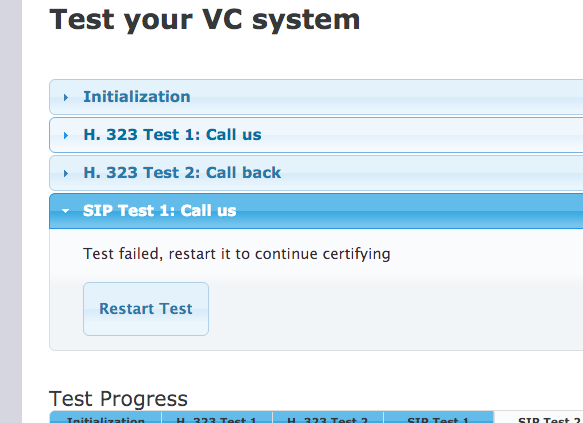 Test your VC system
Initialization
H. 323 Test 1: Call us
H. 323 Test 2: Call back
SIP Test 1: Call us
Test failed, restart it to continue certifying
Restart Test
Test Progress
Initialization H. 323 Test 1 H. 323 Test 2 SIP Test 1 SIP Test 2